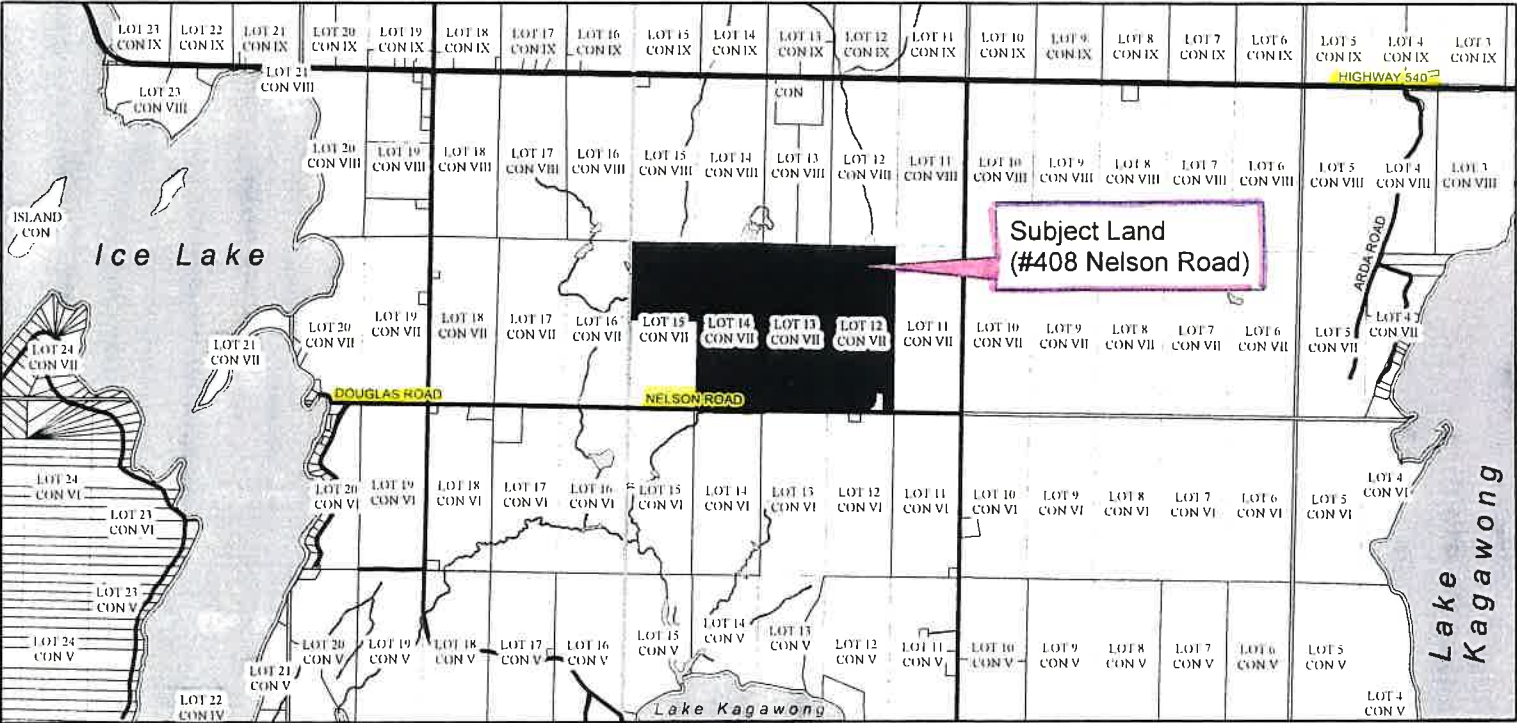 LOT 23
CON IX
LOT 22
CON IX
LOT 21
CON IX
LOT 20
CON IX
LOT 19
CON IX
LOT 18
CON IX
LOT 17
CON IX
LOT 16
CON IX
LOT 15
CON IX
LOT 14
CON IX
LOT 13
CON IX
LOT 12
CON IX
LOT 11
CON IX
LOT 10
CON IX
LOT 9
CON IX
LOT 8
CON IX
LOT 7
CON IX
LOT 6
CON IX
LOT 5
CON IX
LOT 4
CON IX
LOT 3
CON IX
HIGHWAY 540
LOT 21
CON VIII
LOT 23
CON VIII
CON
LOT 20
CON VIII
LOT 19
CON VIII
LOT 18
CON VIII
LOT 17
CON VIII
LOT 16
CON VIII
LOT 15
CON VIII
LOT 14
CON VIII
LOT 13
CON VIII
LOT 12
CON VIII
LOT 11
CON VIII
LOT 10
CON VIII
LOT 9
CON VIII
LOT 8
CON VIII
LOT 7
CON VIII
LOT 6
CON VIII
LOT 5
CON VIII
LOT 4
CON VIII
LOT 3
CON VIII
ISLAND
CON
Ice Lake
Subject Land
(#408 Nelson Road)
ARDA ROAD
LOT 24
CON VII
LOT 21
CON VII
LOT 20
CON VII
LOT 19
CON VII
LOT 18
CON VII
LOT 17
CON VII
LOT 16
CON VII
LOT 15
CON VII
LOT 14
CON VII
LOT 13
CON VII
LOT 12
CON VII
LOT 11
CON VII
LOT 10
CON VII
LOT 9
CON VII
LOT 8
CON VII
LOT 7
CON VII
LOT 6
CON VII
LOT 5
CON VII
LOT 4
CON VII
DOUGLAS ROAD
NELSON ROAD
LOT 24
CON VI
LOT 23
CON VI
LOT 20
CON VI
LOT 19
CON VI
LOT 18
CON VI
LOT 17
CON VI
LOT 16
CON VI
LOT 15
CON VI
LOT 14
CON VI
LOT 13
CON VI
LOT 12
CON VI
LOT 11
CON VI
LOT 10
CON VI
LOT 9
CON VI
LOT 8
CON VI
LOT 7
CON VI
LOT 6
CON VI
LOT 5
CON VI
LOT 4
CON VI
Lake
Kagawong
LOT 23
CON V
LOT 24
CON V
LOT 22
CON IV
LOT 21
CON V
LOT 20
CON V
LOT 19
CON V
LOT 18
CON V
LOT 17
CON V
LOT 16
CON V
LOT 15
CON V
LOT 14
CON V
LOT 13
CON V
LOT 12
CON V
LOT 11
CON V
LOT 10
CON V
LOT 9
CON V
LOT 8
CON V
LOT 7
CON V
LOT 6
CON V
LOT 5
CON V
LOT 4
CON V
Lake Kagawong